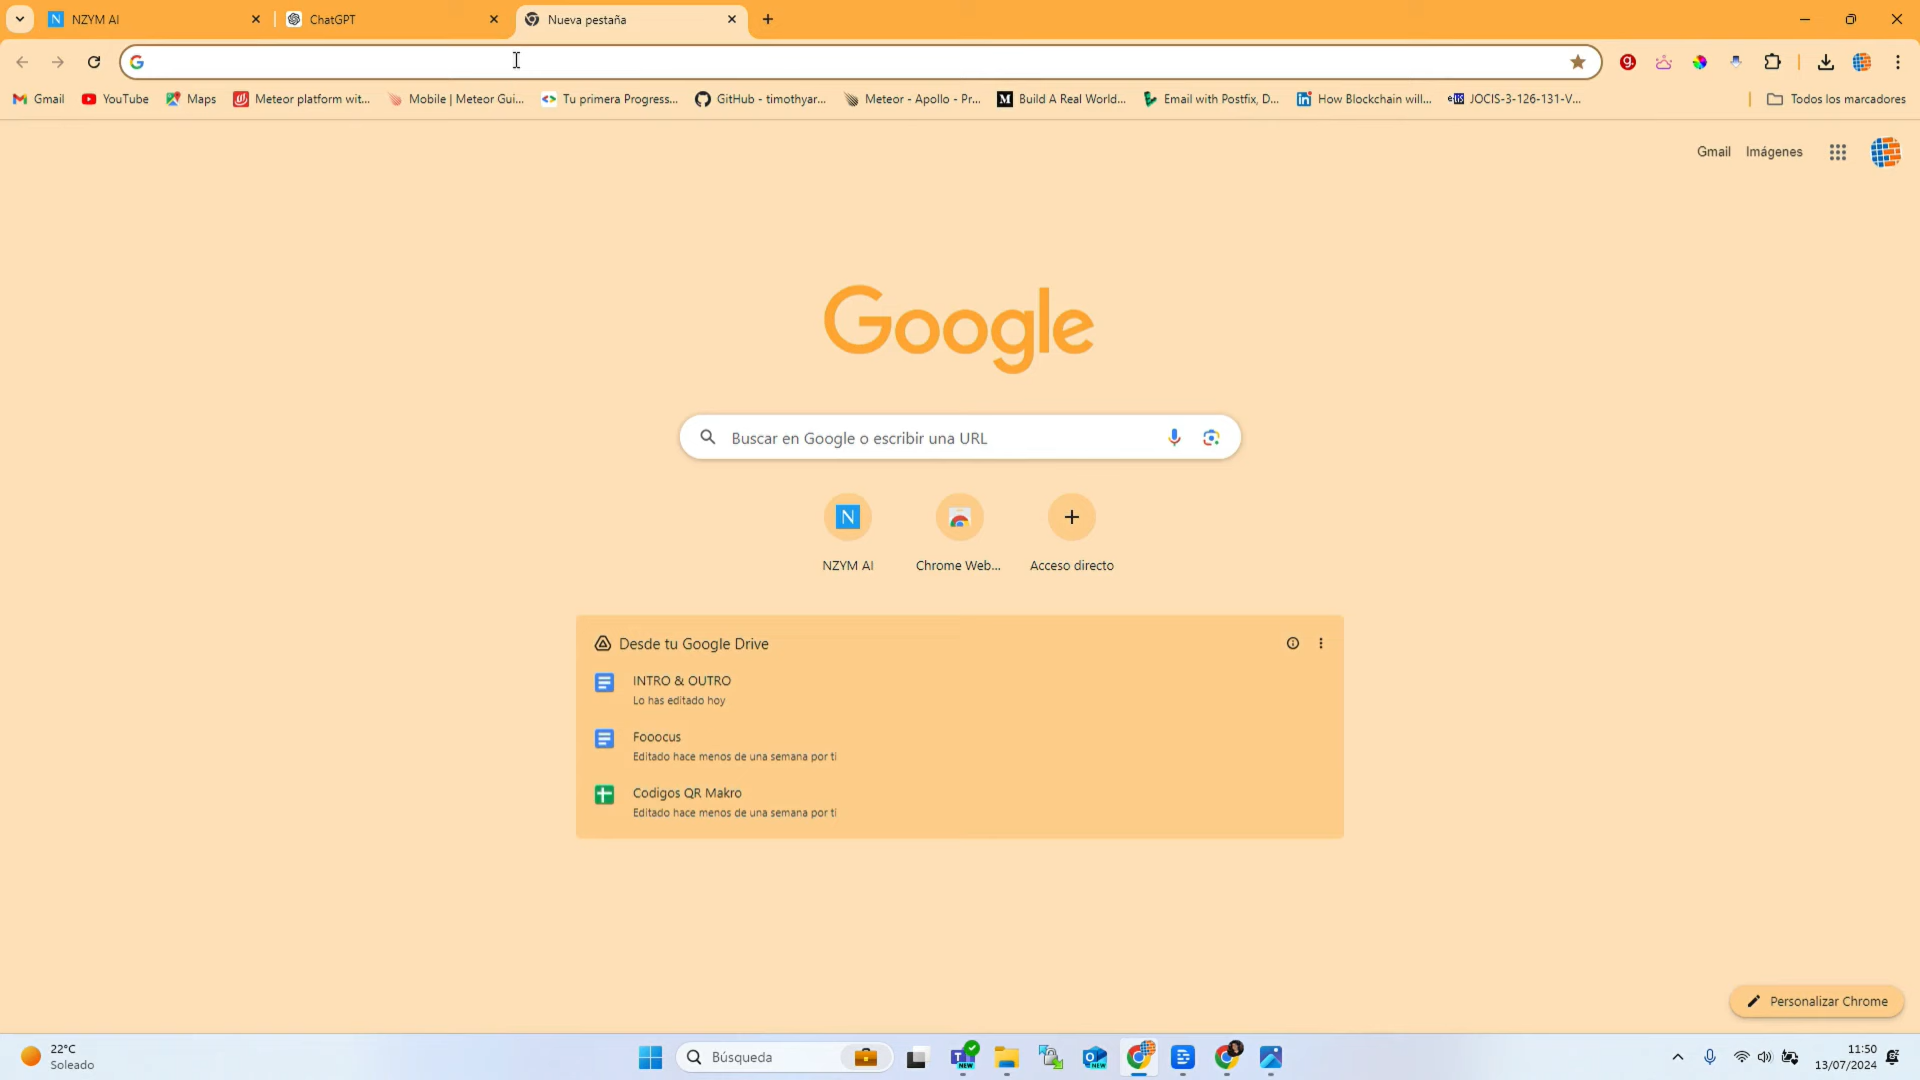 NZYM AI
ChatGPT
Nueva pestaña
Gmail
YouTube
Maps
Meteor platform wit...
Mobile | Meteor Gui...
Tu primera Progress...
GitHub - timothyar...
Meteor - Apollo - Pr...
Build A Real World...
Email with Postfix, D...
How Blockchain will...
JOCIS-3-126-131-V...
Todos los marcadores
Gmail
Imágenes
Google
Buscar en Google o escribir una URL
NZYM AI
Chrome Web...
Acceso directo
Desde tu Google Drive
INTRO & OUTRO
Lo has editado hoy
Fooocus
Editado hace menos de una semana por ti
Codigos QR Makro
Editado hace menos de una semana por ti
Personalizar Chrome
22°C
Soleado
Búsqueda
11:50
13/07/2024